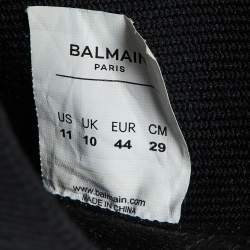 BALMAIN
PARIS
US UK EUR CM
11 10 44 29
www.balmain.com
MADE IN CHINA